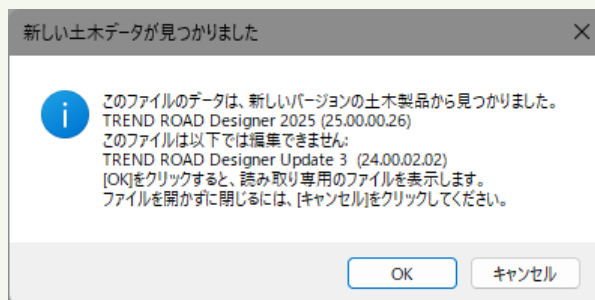 新しい土木データが見つかりました
このファイルのデータは、新しいバージョンの土木製品から見つかりました。
TREND ROAD Designer 2025 (25.00.00.26)
このファイルは以下では編集できません:
TREND ROAD Designer Update 3  (24.00.02.02)
[OK]をクリックすると、読み取り専用のファイルを表示します。
ファイルを開かずに閉じるには、[キャンセル]をクリックしてください。
OK
キャンセル